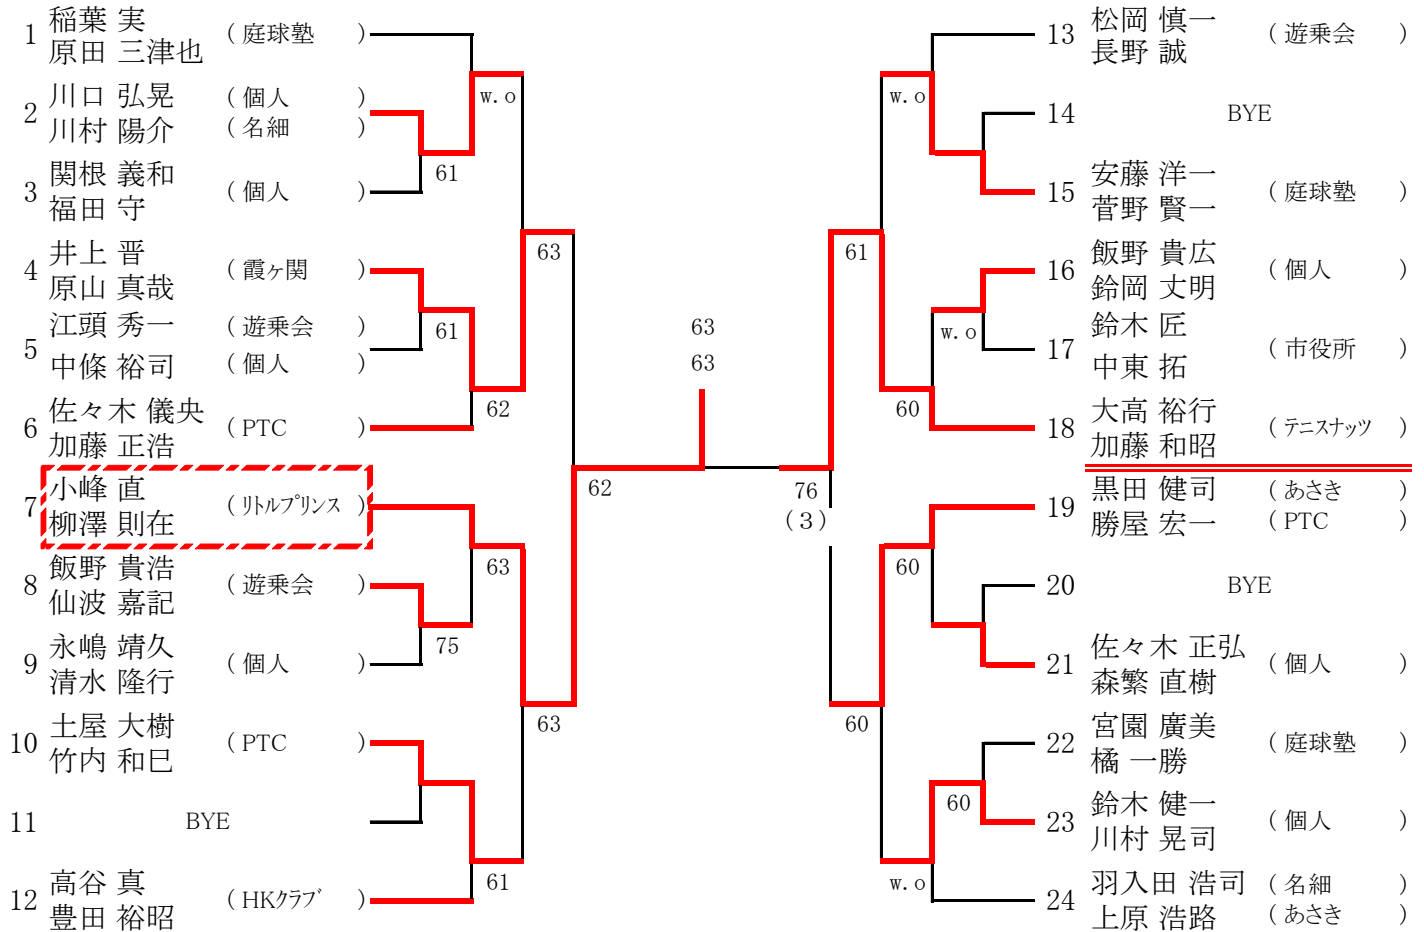 1 稲葉 実
原田 三津也
( 庭球塾 )
2 川口 弘晃 ( 個人 )
川村 陽介 ( 名細 )
3 関根 義和
福田 守
( 個人 )
4 井上 晋
原山 真哉
( 霞ヶ関 )
5 江頭 秀一 ( 遊乗会 )
中條 裕司 ( 個人 )
6 佐々木 儀央
加藤 正浩
( PTC )
7 小峰 直
柳澤 則在
( リトルプリンス )
8 飯野 貴浩
仙波 嘉記
( 遊乗会 )
9 永嶋 靖久
清水 隆行
( 個人 )
10 土屋 大樹
竹内 和巳
( PTC )
11 BYE
12 高谷 真
豊田 裕昭
( HKクラブ )
w.o
61
63
61
62
62
63
75
63
61
63
63
76
(3)
w.o
61
w.o
60
60
60
60
w.o
13 松岡 慎一
長野 誠
( 遊乗会 )
14 BYE
15 安藤 洋一
菅野 賢一
( 庭球塾 )
16 飯野 貴広
鈴岡 丈明
( 個人 )
17 鈴木 匠
中東 拓
( 市役所 )
18 大高 裕行
加藤 和昭
( テニスナッツ )
19 黒田 健司 ( あさき )
勝屋 宏一 ( PTC )
20 BYE
21 佐々木 正弘
森繁 直樹
( 個人 )
22 宮園 廣美
橘 一勝
( 庭球塾 )
23 鈴木 健一
川村 晃司
( 個人 )
24 羽入田 浩司 ( 名細 )
上原 浩路 ( あさき )